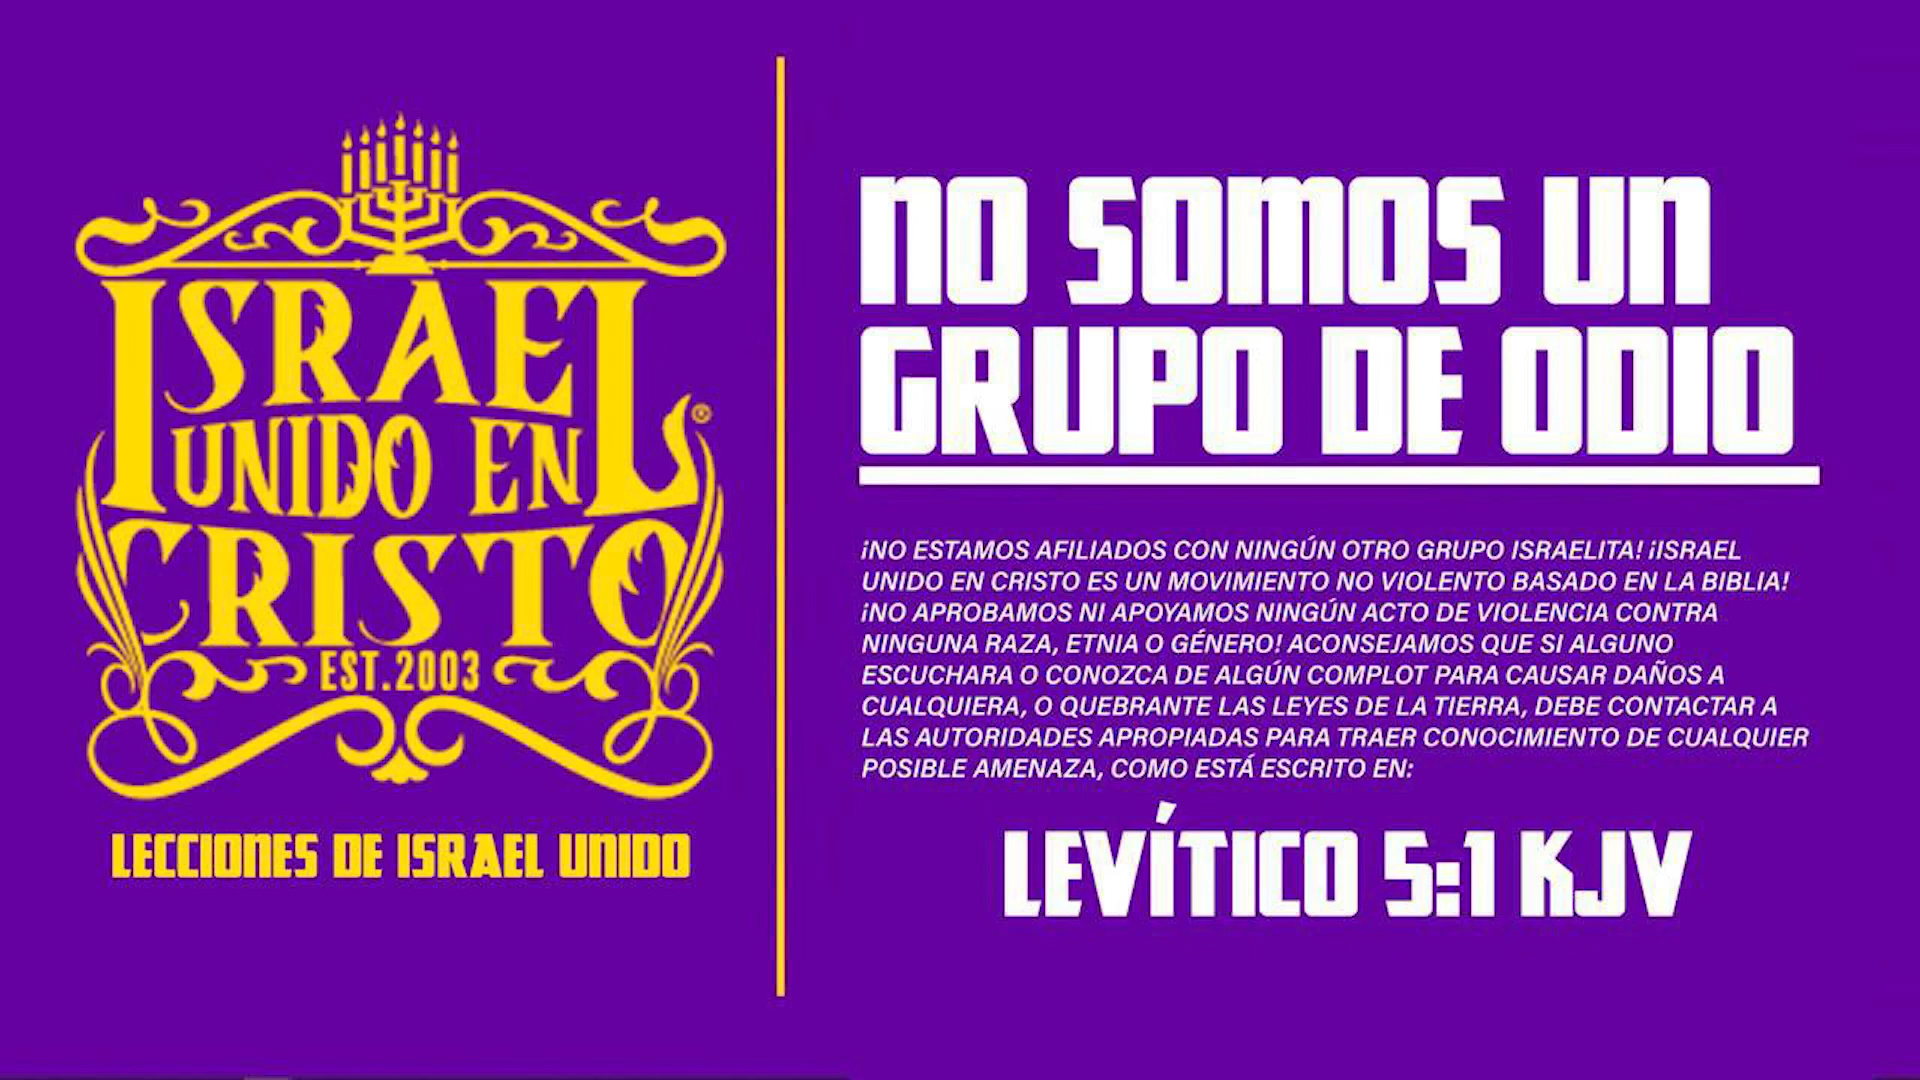 ISRAEL
UNIDO EN
CRISTO
EST.2003
LECCIONES DE ISRAEL UNIDO
NO SOMOS UN
GRUPO DE ODIO
¡NO ESTAMOS AFILIADOS CON NINGÚN OTRO GRUPO ISRAELITA! ¡ISRAEL
UNIDO EN CRISTO ES UN MOVIMIENTO NO VIOLENTO BASADO EN LA BIBLIA!
¡NO APROBAMOS NI APOYAMOS NINGÚN ACTO DE VIOLENCIA CONTRA
NINGUNA RAZA, ETNIA O GÉNERO! ACONSEJAMOS QUE SI ALGUNO
ESCUCHARA O CONOZCA DE ALGÚN COMPLOT PARA CAUSAR DAÑOS A
CUALQUIERA, O QUEBRANTE LAS LEYES DE LA TIERRA, DEBE CONTACTAR A
LAS AUTORIDADES APROPIADAS PARA TRAER CONOCIMIENTO DE CUALQUIER
POSIBLE AMENAZA, COMO ESTÁ ESCRITO EN:
LEVÍTICO 5:1 KJV